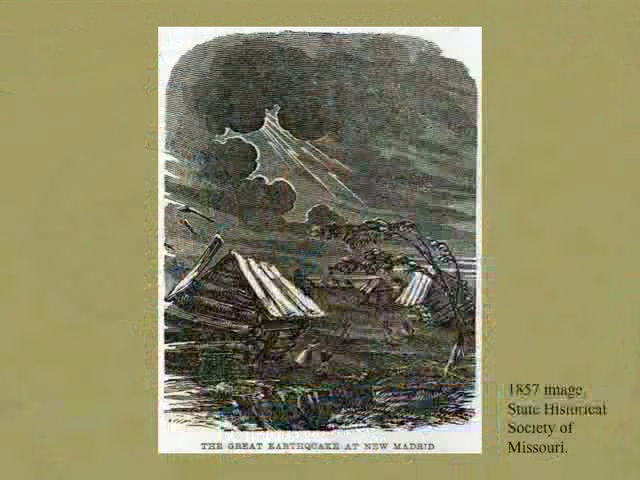 THE GREAT EARTHQUAKE AT NEW MADRID
1857 image,
State Historical
Society of
Missouri.